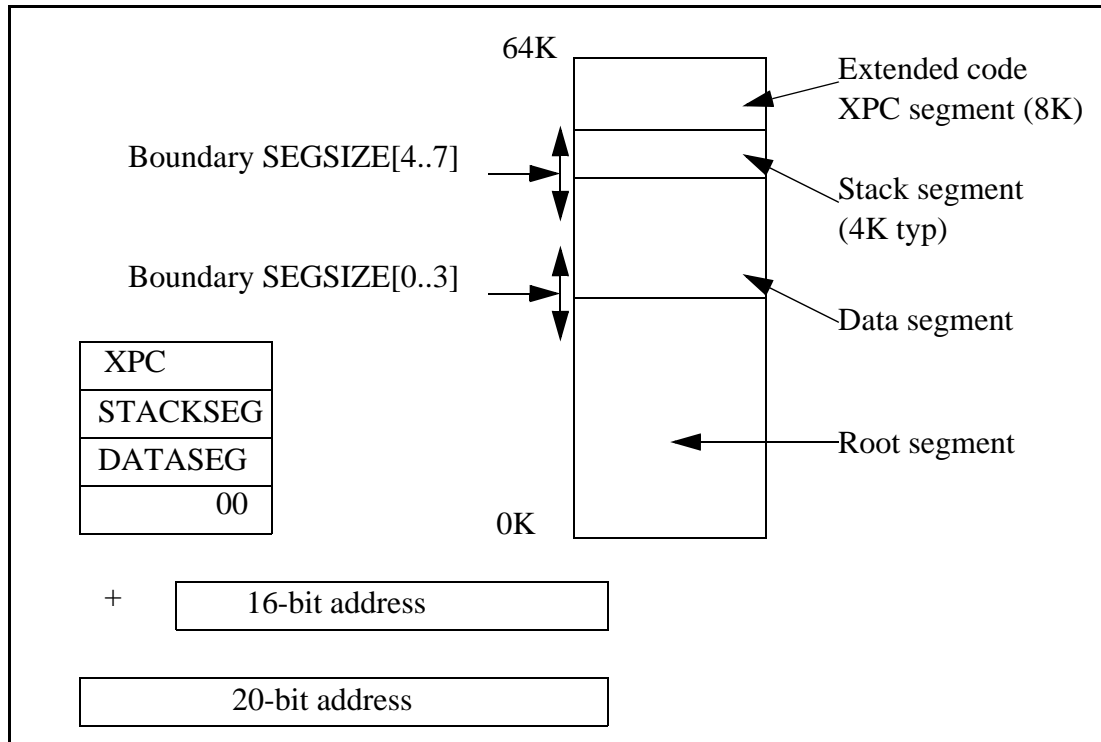 64K
Extended code
XPC segment (8K)
Boundary SEGSIZE[4..7]
Stack segment
(4K typ)
Boundary SEGSIZE[0..3]
Data segment
XPC
STACKSEG
DATASEG
00
Root segment
0K
+
16-bit address
20-bit address